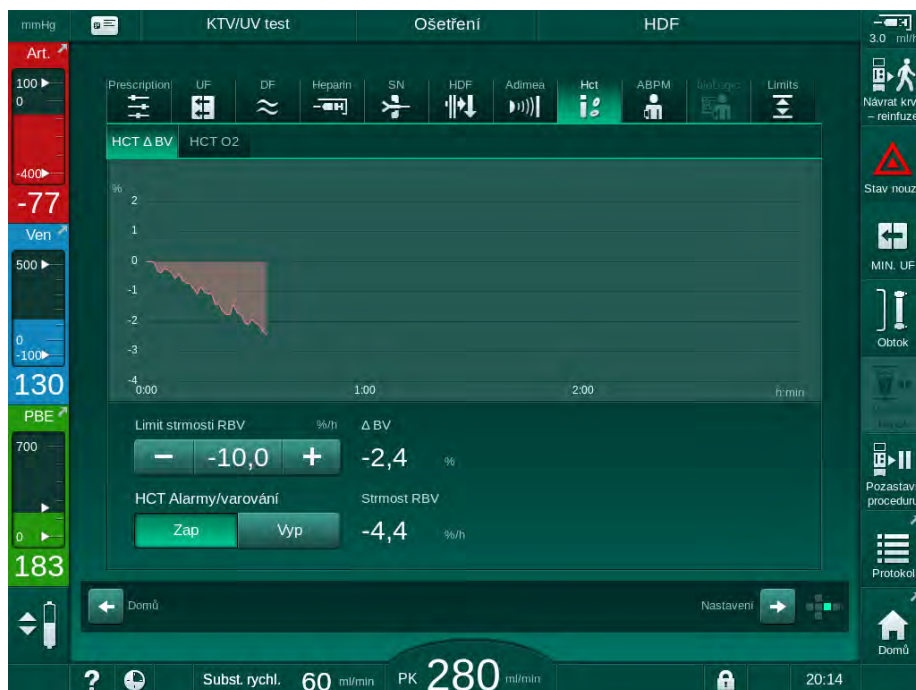 mmHg
KTV/UV test
Ošetření
HDF
3.0 ml/h
Art.
100
0
-400
-77
Ven
500
0
-100
130
PBE
700
0
183
Prescription
UF
DF
Heparin
SN
HDF
Adimea
Hct
ABPM
bioLogic
Limits
HCT Δ BV
HCT O2
%
2
1
0
-1
-2
-3
-4
0:00
1:00
2:00
h:min
Limit strmosti RBV
%/h
− -10,0 +
Δ BV
-2,4 %
HCT Alarmy/varování
Zap
Vyp
Strmost RBV
-4,4 %/h
Domů
Nastavení
Návrat krv
– reinfuze
Stav nouz
MIN. UF
Obtok
Pozastavi
proceduru
Protokol
Domů
?
Subst. rychl. 60 ml/min
PK 280 ml/min
20:14